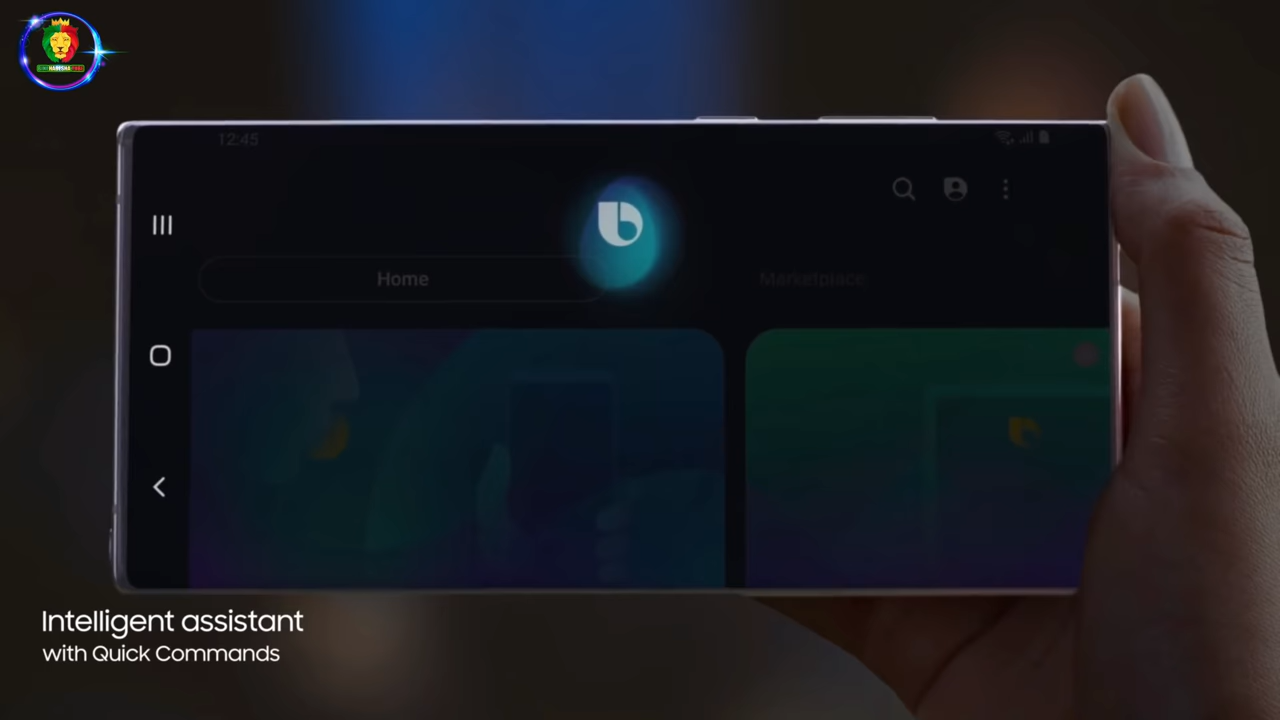 12:45
Home
Marketplace
Intelligent assistant
with Quick Commands